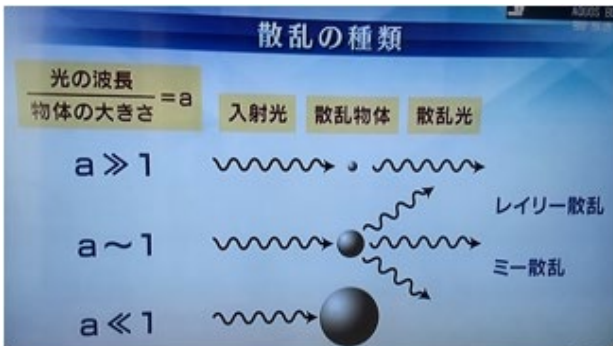 散乱の種類
光の波長
物体の大きさ
=a
入射光 散乱物体 散乱光
a≫1
レイリー散乱
a～1
ミー散乱
a≪1